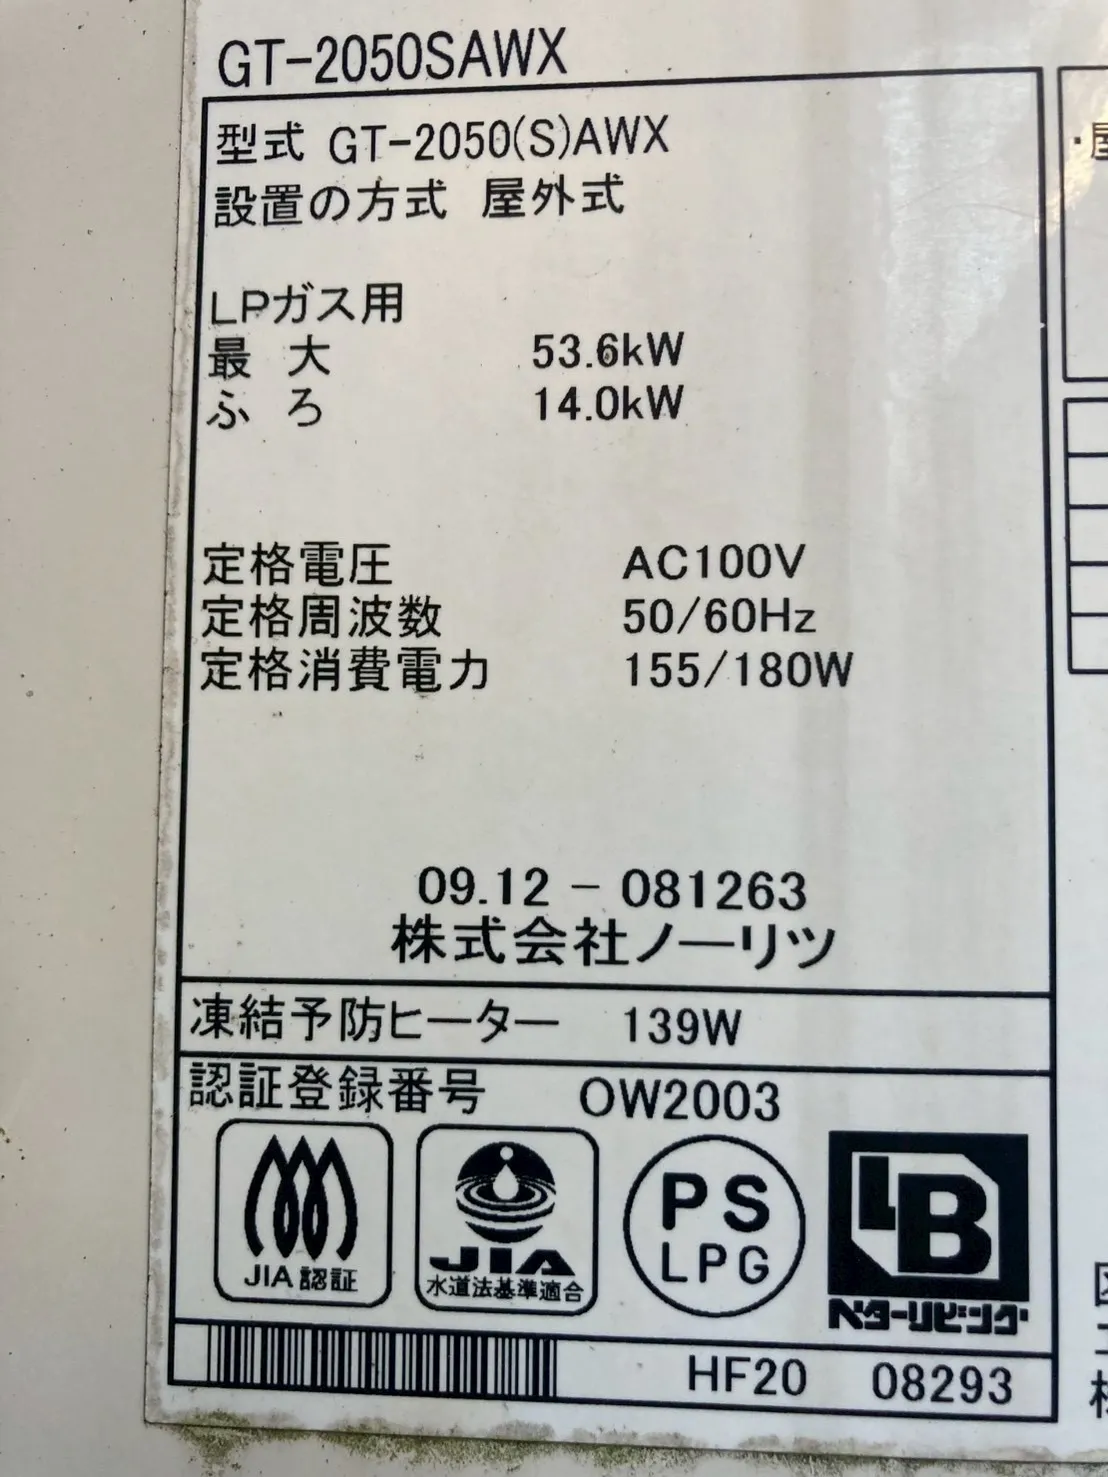 GT-2050SAWX
型式 GT-2050(S)AWX
設置の方式 屋外式
LPガス用
最 大 53.6kW
ふ ろ 14.0kW
定格電圧 AC100V
定格周波数 50/60Hz
定格消費電力 155/180W
09.12 - 081263
株式会社ノーリツ
凍結予防ヒーター 139W
認証登録番号 OW2003
JIA認証
JIA
水道法基準適合
PS
LPG
LB
ベターリビング
HF20 08293
・屋